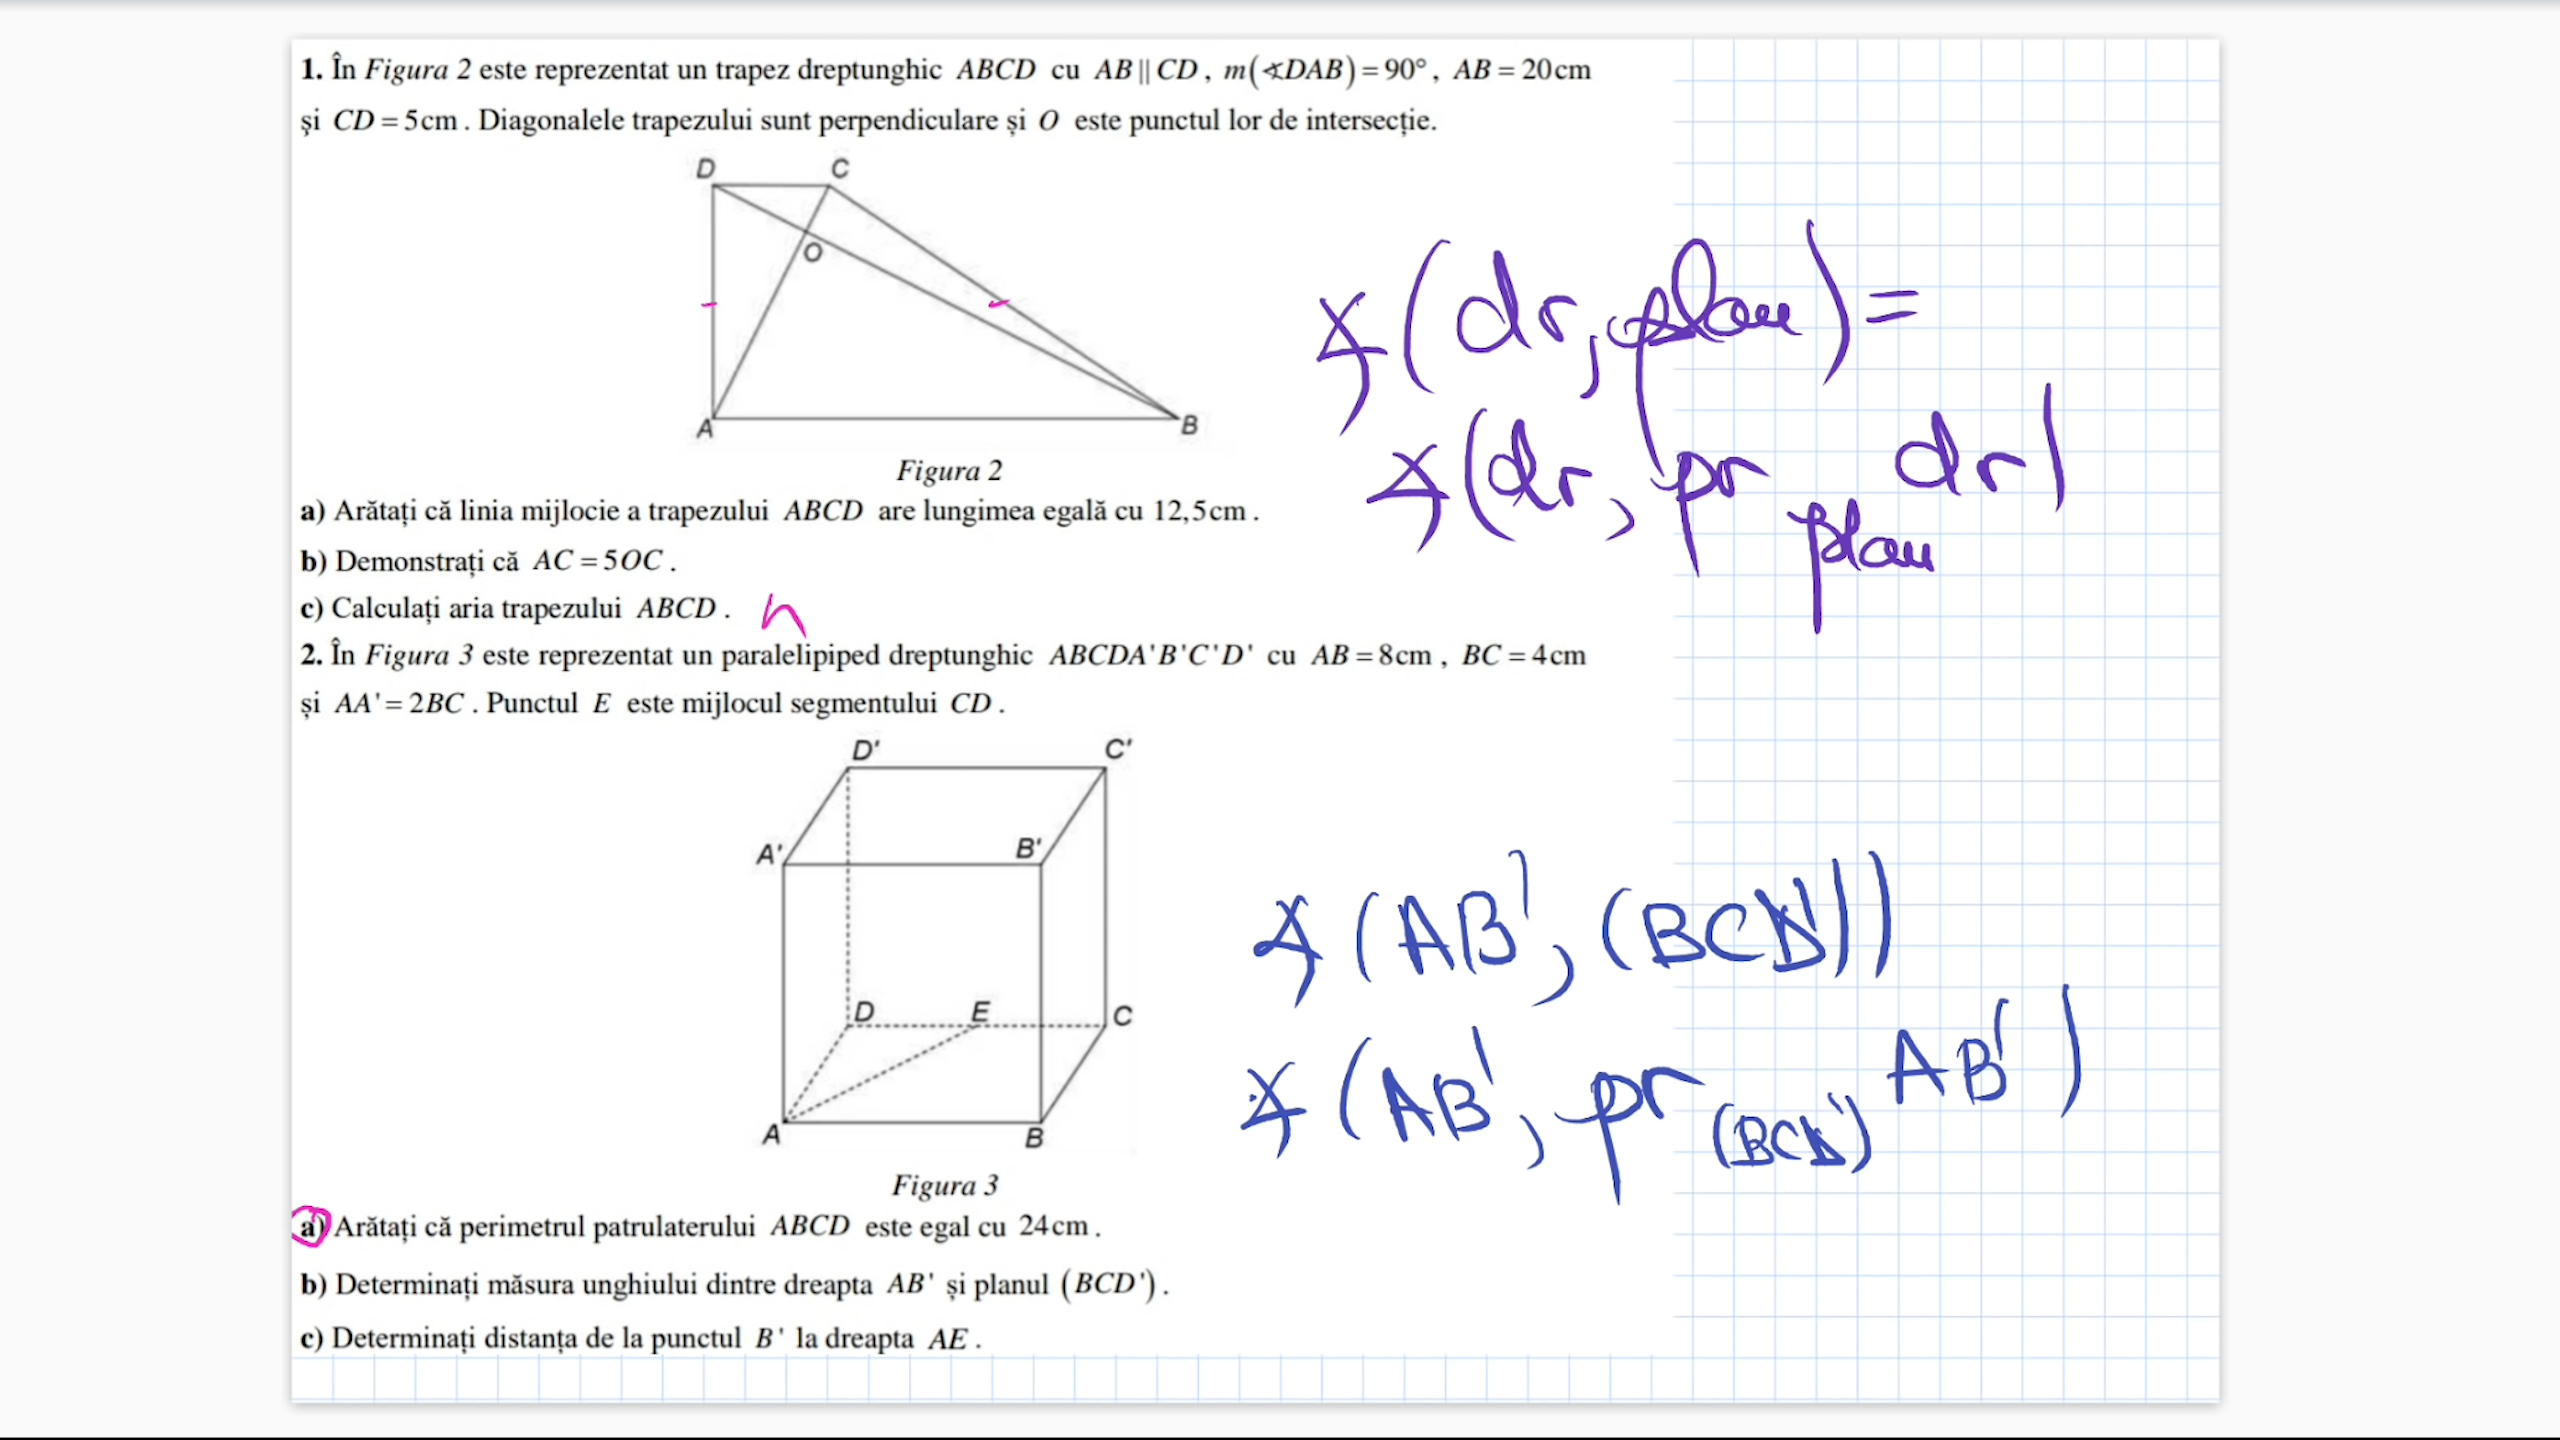 1. În Figura 2 este reprezentat un trapez dreptunghic ABCD cu AB || CD, m(∢DAB) = 90°, AB = 20cm
și CD = 5cm. Diagonalele trapezului sunt perpendiculare și O este punctul lor de intersecție.
D C
O
A B
Figura 2
∢(dr, plan) =
∢(dr, pr plan dr)
a) Arătați că linia mijlocie a trapezului ABCD are lungimea egală cu 12,5cm.
b) Demonstrați că AC = 5OC.
c) Calculați aria trapezului ABCD. h
2. În Figura 3 este reprezentat un paralelipiped dreptunghic ABCDA'B'C'D' cu AB = 8cm, BC = 4cm
și AA' = 2BC. Punctul E este mijlocul segmentului CD.
D' C'
A' B'
D E C
A B
Figura 3
∢(AB', (BCD'))
∢(AB', pr (BCD') AB')
a) Arătați că perimetrul patrulaterului ABCD este egal cu 24cm.
b) Determinați măsura unghiului dintre dreapta AB' și planul (BCD').
c) Determinați distanța de la punctul B' la dreapta AE.